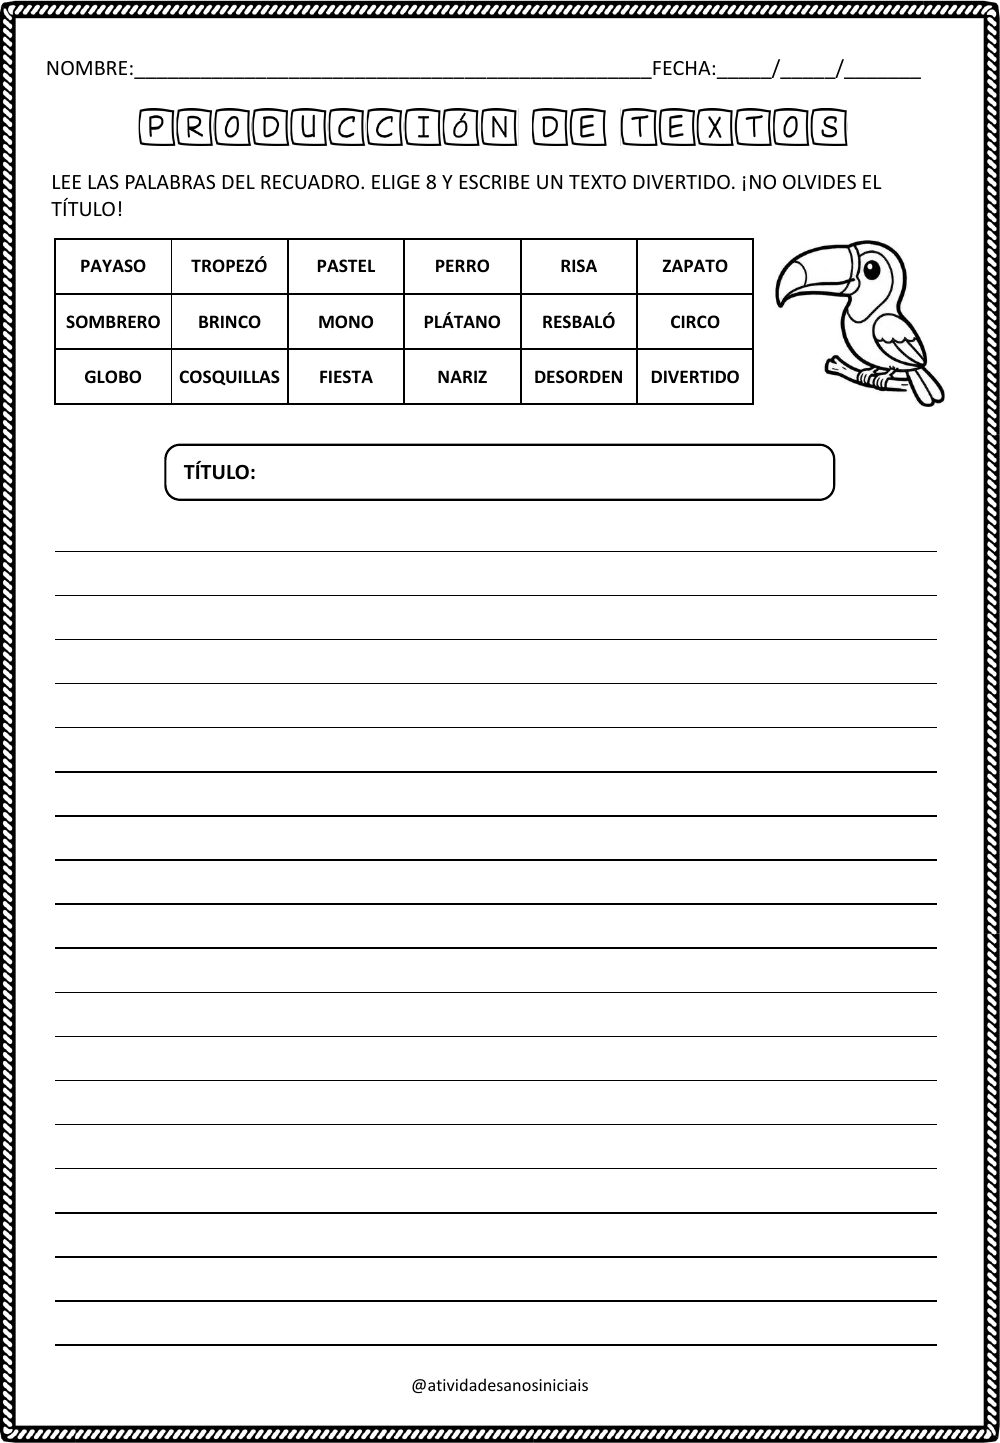 NOMBRE:_______________________________________________FECHA:_____/_____/_______
PRODUCCIÓN DE TEXTOS
LEE LAS PALABRAS DEL RECUADRO. ELIGE 8 Y ESCRIBE UN TEXTO DIVERTIDO. ¡NO OLVIDES EL
TÍTULO!
PAYASO TROPEZÓ PASTEL PERRO RISA ZAPATO
SOMBRERO BRINCO MONO PLÁTANO RESBALÓ CIRCO
GLOBO COSQUILLAS FIESTA NARIZ DESORDEN DIVERTIDO
TÍTULO:
@atividadesanosiniciais